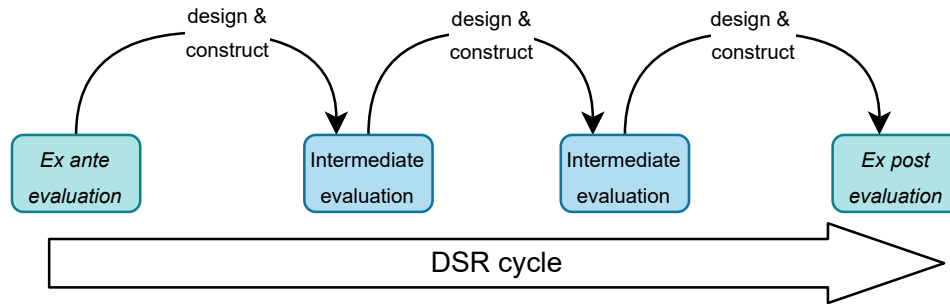 design &
construct
design &
construct
design &
construct
Ex ante
evaluation
Intermediate
evaluation
Intermediate
evaluation
Ex post
evaluation
DSR cycle